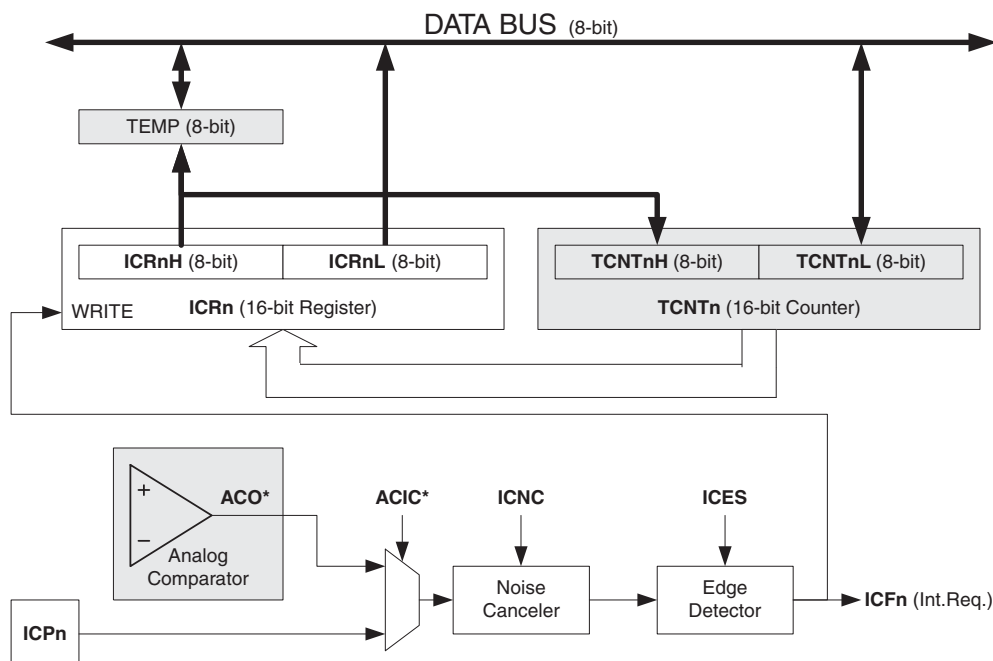 DATA BUS (8-bit)
TEMP (8-bit)
ICRnH (8-bit)
ICRnL (8-bit)
TCNTnH (8-bit)
TCNTnL (8-bit)
WRITE
ICRn (16-bit Register)
TCNTn (16-bit Counter)
+
−
ACO*
Analog
Comparator
ACIC*
ICNC
ICES
Noise
Canceler
Edge
Detector
ICFn (Int.Req.)
ICPn